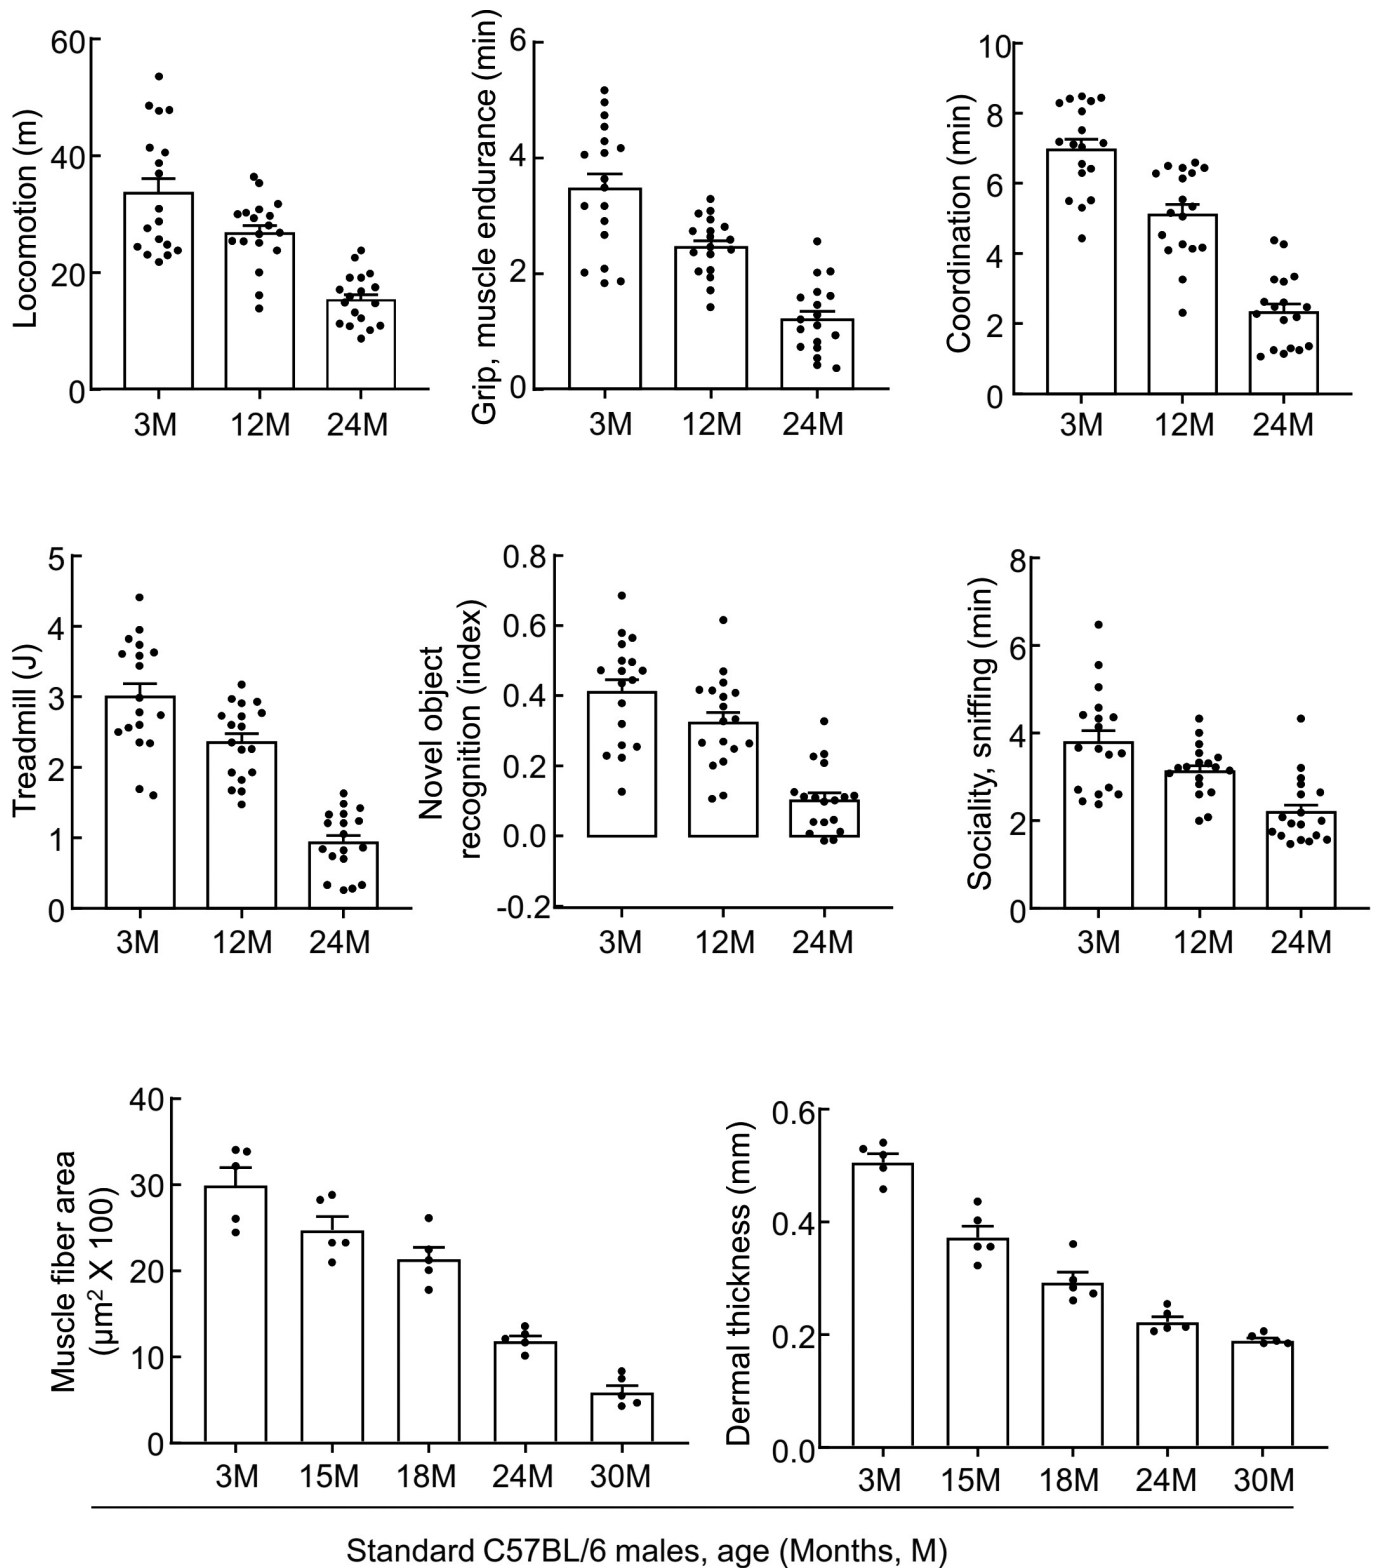 Locomotion (m)
60
40
20
0
3M 12M 24M
Grip, muscle endurance (min)
6
4
2
0
3M 12M 24M
Coordination (min)
10
8
6
4
2
0
3M 12M 24M
Treadmill (J)
5
4
3
2
1
0
3M 12M 24M
Novel object
recognition (index)
0.8
0.6
0.4
0.2
0.0
-0.2
3M 12M 24M
Sociality, sniffing (min)
8
6
4
2
0
3M 12M 24M
Muscle fiber area
(µm² X 100)
40
30
20
10
0
3M 15M 18M 24M 30M
Dermal thickness (mm)
0.6
0.4
0.2
0.0
3M 15M 18M 24M 30M
Standard C57BL/6 males, age (Months, M)